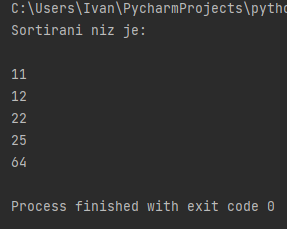 C:\Users\Ivan\PycharmProjects\pytho
Sortirani niz je:
11
12
22
25
64
Process finished with exit code 0